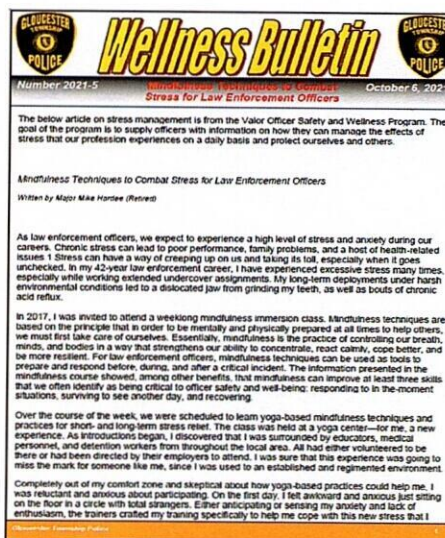 GLOUCESTER
TOWNSHIP
POLICE
Wellness Bulletin
GLOUCESTER
TOWNSHIP
POLICE
Number 2021-5
Mindfulness Techniques to Combat
Stress for Law Enforcement Officers
October 6, 2021
The below article on stress management is from the Valor Officer Safety and Wellness Program. The
goal of the program is to supply officers with information on how they can manage the effects of
stress that our profession experiences on a daily basis and protect ourselves and others.
Mindfulness Techniques to Combat Stress for Law Enforcement Officers
Written by Major Mike Hardee (Retired)
As law enforcement officers, we expect to experience a high level of stress and anxiety during our
careers. Chronic stress can lead to poor performance, family problems, and a host of health-related
issues 1 Stress can have a way of creeping up on us and taking its toll, especially when it goes
unchecked. In my 42-year law enforcement career, I have experienced excessive stress many times,
especially while working extended undercover assignments. My long-term deployments under harsh
environmental conditions led to a dislocated jaw from grinding my teeth, as well as bouts of chronic
acid reflux.
In 2017, I was invited to attend a weeklong mindfulness immersion class. Mindfulness techniques are
based on the principle that in order to be mentally and physically prepared at all times to help others,
we must first take care of ourselves. Essentially, mindfulness is the practice of controlling our breath,
minds, and bodies in a way that strengthens our ability to concentrate, react calmly, cope better, and
be more resilient. For law enforcement officers, mindfulness techniques can be used as tools to
prepare and respond before, during, and after a critical incident. The information presented in the
mindfulness course showed, among other benefits, that mindfulness can improve at least three skills
that we often identify as being critical to officer safety and well-being: responding to in-the-moment
situations, surviving to see another day, and recovering.
Over the course of the week, we were scheduled to learn yoga-based mindfulness techniques and
practices for short- and long-term stress relief. The class was held at a yoga center—for me, a new
experience. As introductions began, I discovered that I was surrounded by educators, medical
personnel, and detention workers from throughout the local area. All had either volunteered to be
there or had been directed by their employers to attend. I was sure that this experience was going to
miss the mark for someone like me, since I was used to an established and regimented environment.
Completely out of my comfort zone and skeptical about how yoga-based practices could help me, I
was reluctant and anxious about participating. On the first day, I felt awkward and anxious just sitting
on the floor in a circle with total strangers. Either anticipating or sensing my anxiety and lack of
enthusiasm, the trainers crafted my training specifically to help me cope with this new stress that I
Gloucester Township Police